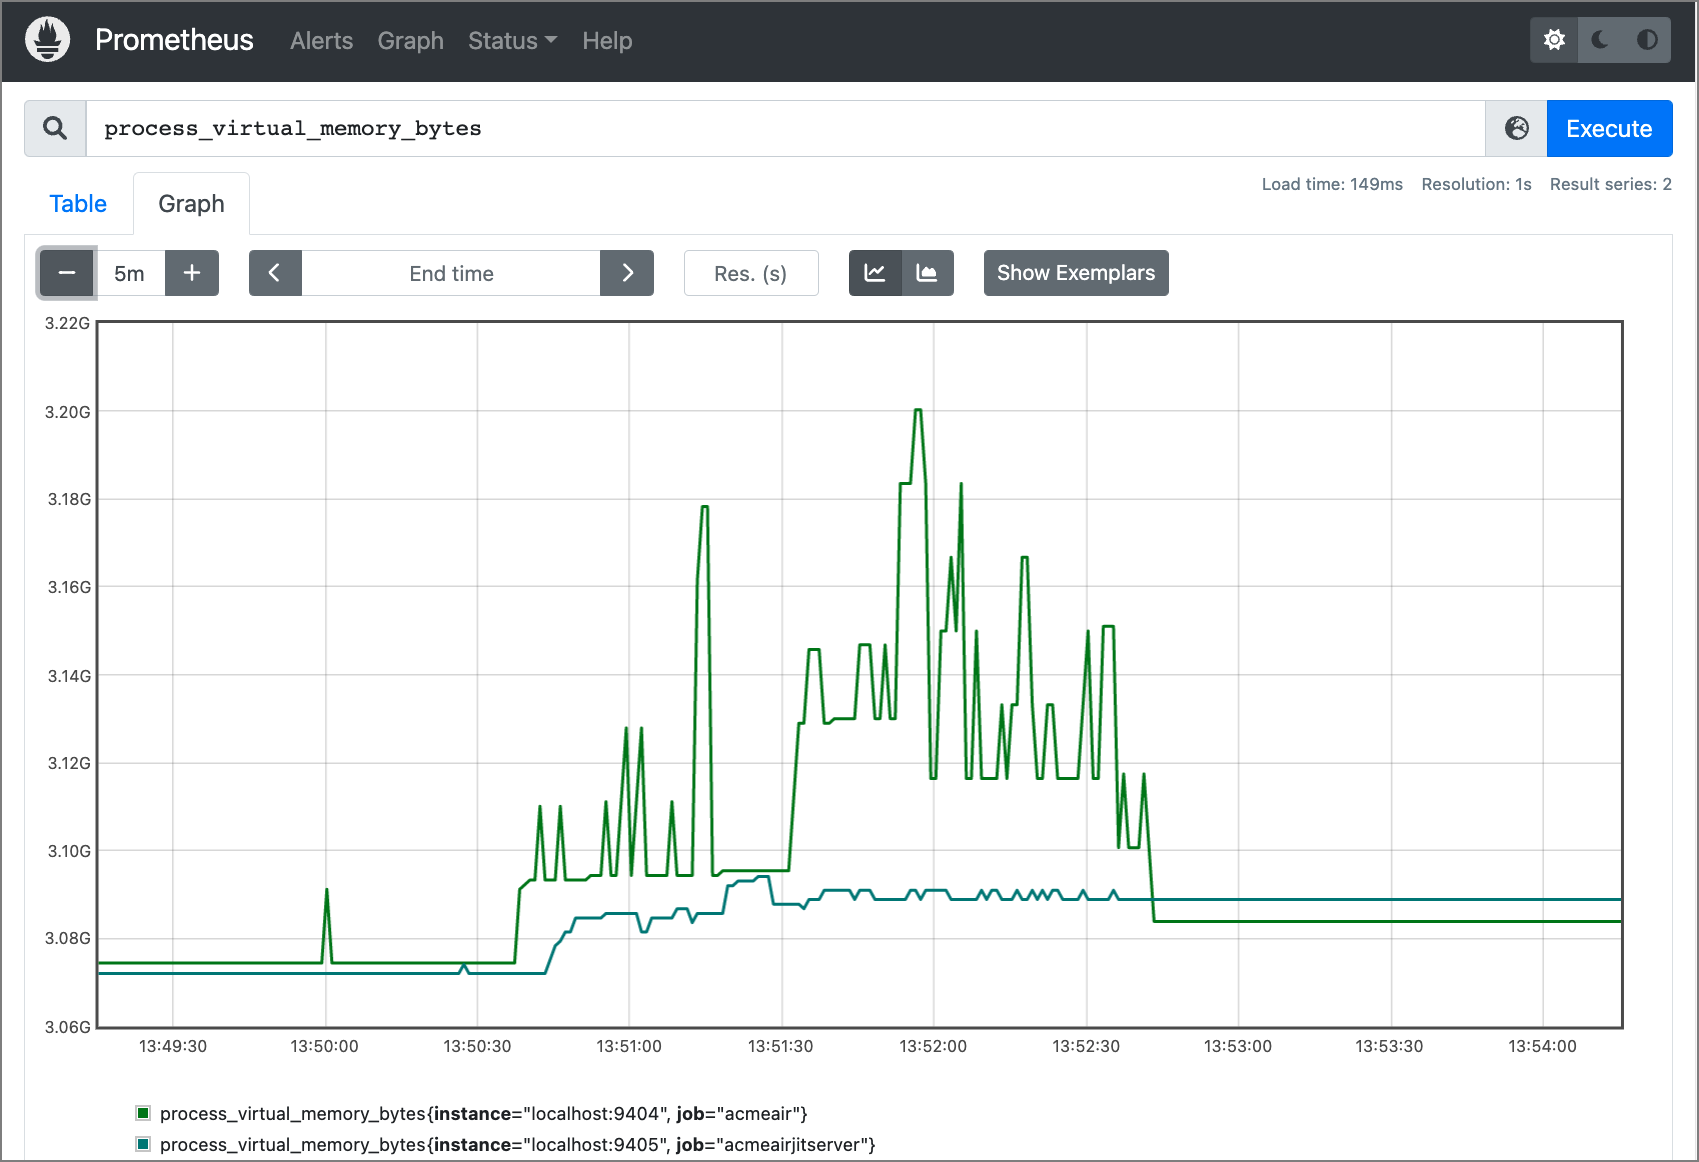 Prometheus Alerts Graph Status Help
process_virtual_memory_bytes Execute
Load time: 149ms Resolution: 1s Result series: 2
Table Graph
5m End time Res. (s) Show Exemplars
3.22G
3.20G
3.18G
3.16G
3.14G
3.12G
3.10G
3.08G
3.06G
13:49:30 13:50:00 13:50:30 13:51:00 13:51:30 13:52:00 13:52:30 13:53:00 13:53:30 13:54:00
process_virtual_memory_bytes{instance="localhost:9404", job="acmeair"}
process_virtual_memory_bytes{instance="localhost:9405", job="acmeairjitserver"}